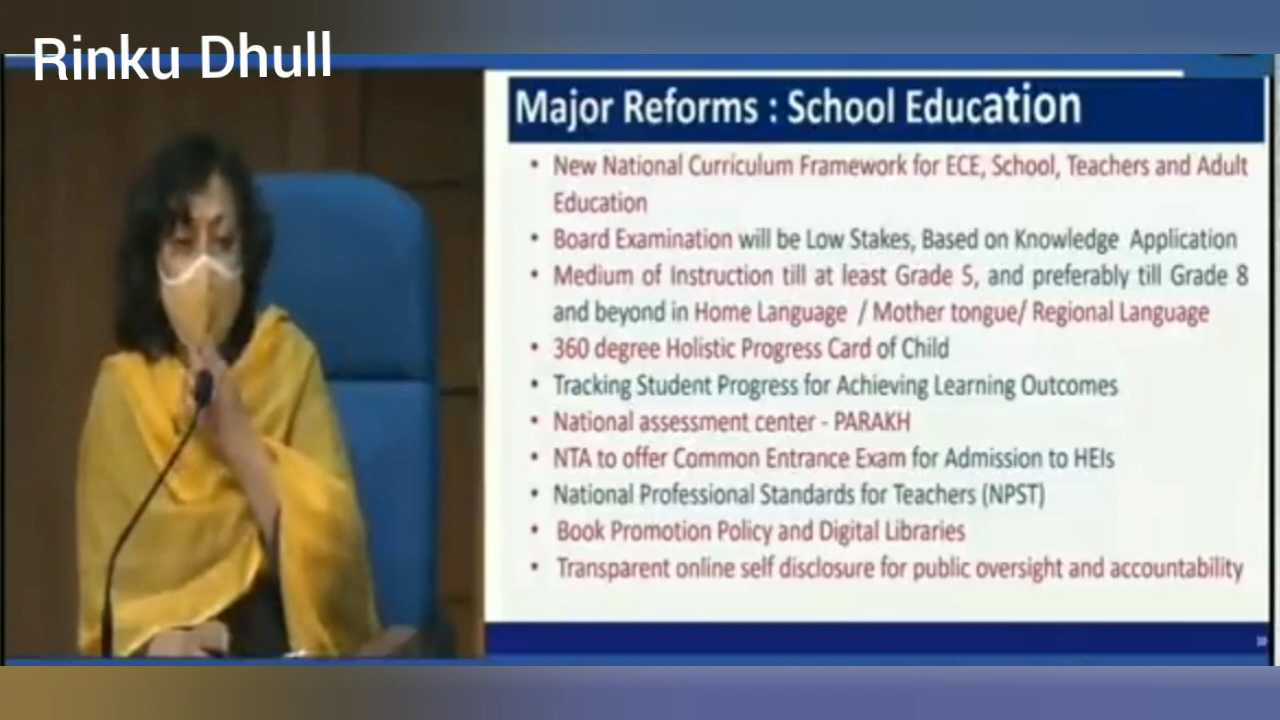 Rinku Dhull
Major Reforms : School Education
• New National Curriculum Framework for ECE, School, Teachers and Adult
Education
• Board Examination will be Low Stakes, Based on Knowledge Application
• Medium of Instruction till at least Grade 5, and preferably till Grade 8
and beyond in Home Language / Mother tongue/ Regional Language
• 360 degree Holistic Progress Card of Child
• Tracking Student Progress for Achieving Learning Outcomes
• National assessment center - PARAKH
• NTA to offer Common Entrance Exam for Admission to HEIs
• National Professional Standards for Teachers (NPST)
• Book Promotion Policy and Digital Libraries
• Transparent online self disclosure for public oversight and accountability